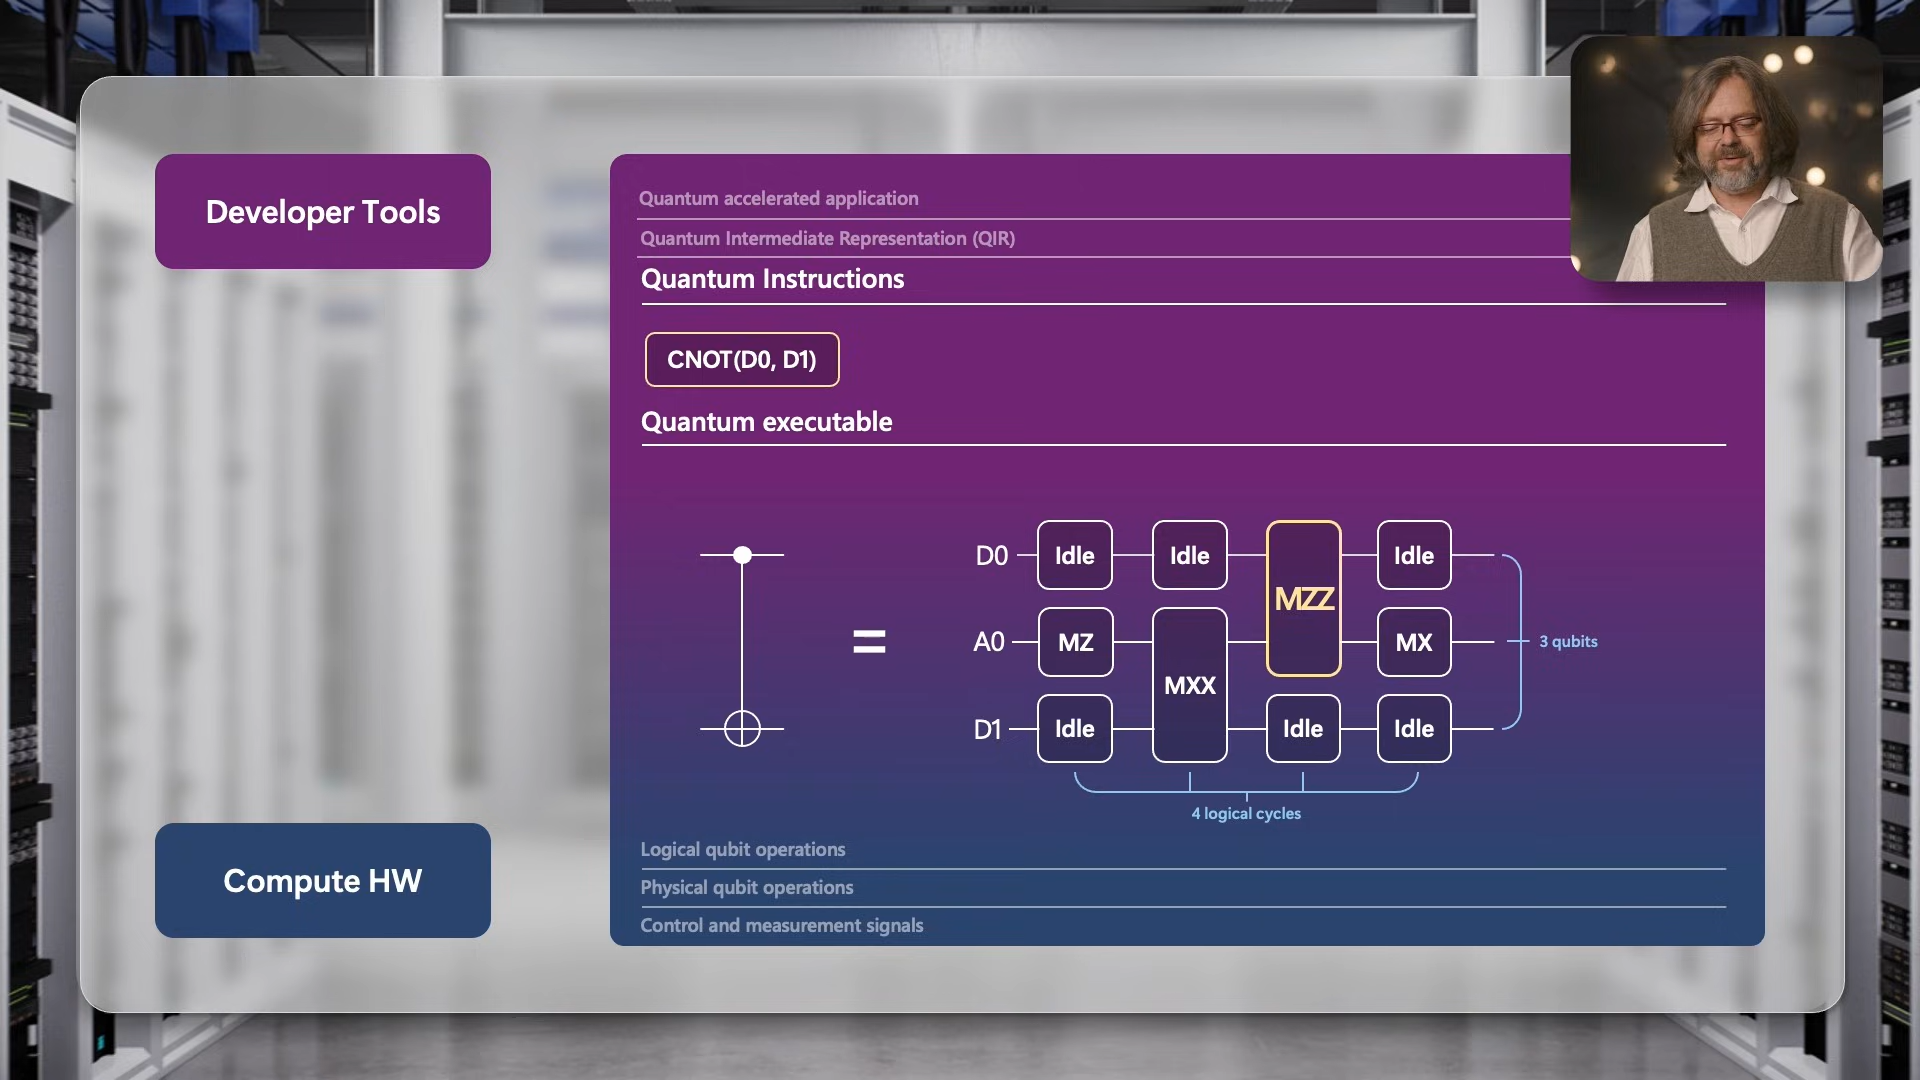 Developer Tools
Quantum accelerated application
Quantum Intermediate Representation (QIR)
Quantum Instructions
CNOT(D0, D1)
Quantum executable
=
D0 Idle Idle MZZ Idle
A0 MZ MXX MX 3 qubits
D1 Idle Idle Idle
4 logical cycles
Compute HW
Logical qubit operations
Physical qubit operations
Control and measurement signals